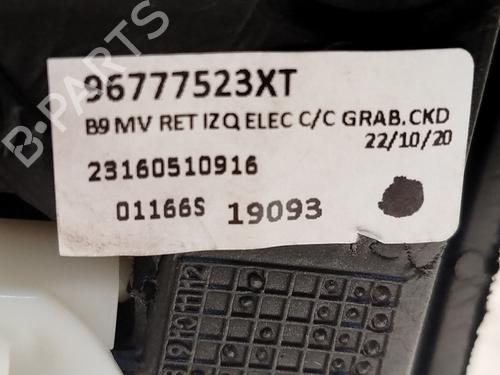 B-PARTS
96777523XT
B9 MV RET IZQ ELEC C/C GRAB.CKD
22/10/20
23160510916
01166S 19093